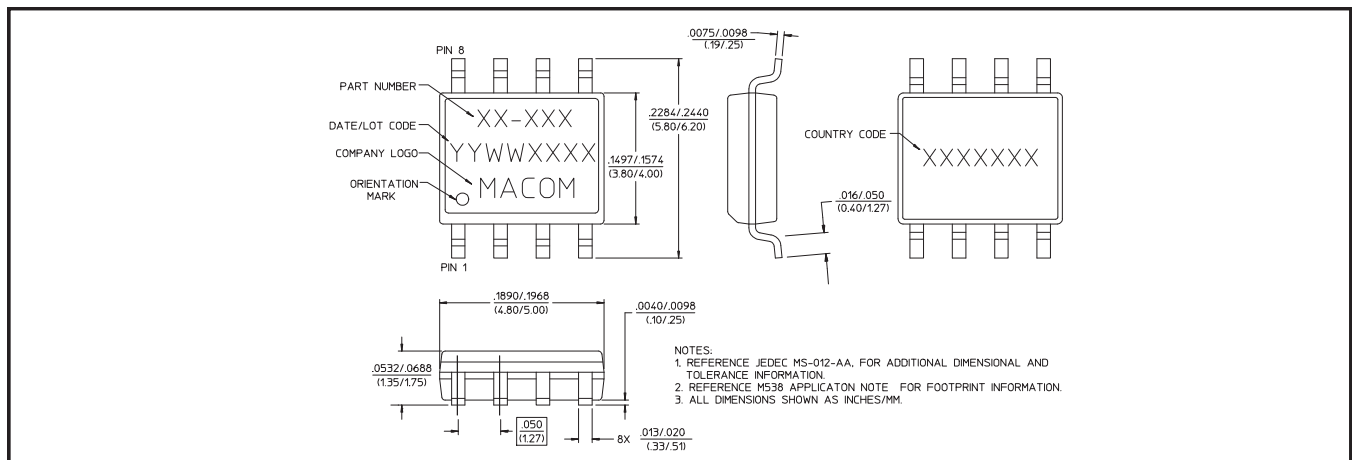 PIN 8
PART NUMBER
XX-XXX
DATE/LOT CODE
YYWWXXXX
COMPANY LOGO
MACOM
ORIENTATION
MARK
PIN 1
.1497/.1574
(3.80/4.00)
.2284/.2440
(5.80/6.20)
.0075/.0098
(.19/.25)
.016/.050
(0.40/1.27)
COUNTRY CODE
XXXXXXX
.1890/.1968
(4.80/5.00)
.0040/.0098
(.10/.25)
.0532/.0688
(1.35/1.75)
.050
(1.27)
8X .013/.020
(.33/.51)
NOTES:
1. REFERENCE JEDEC MS-012-AA, FOR ADDITIONAL DIMENSIONAL AND
TOLERANCE INFORMATION.
2. REFERENCE M538 APPLICATON NOTE FOR FOOTPRINT INFORMATION.
3. ALL DIMENSIONS SHOWN AS INCHES/MM.